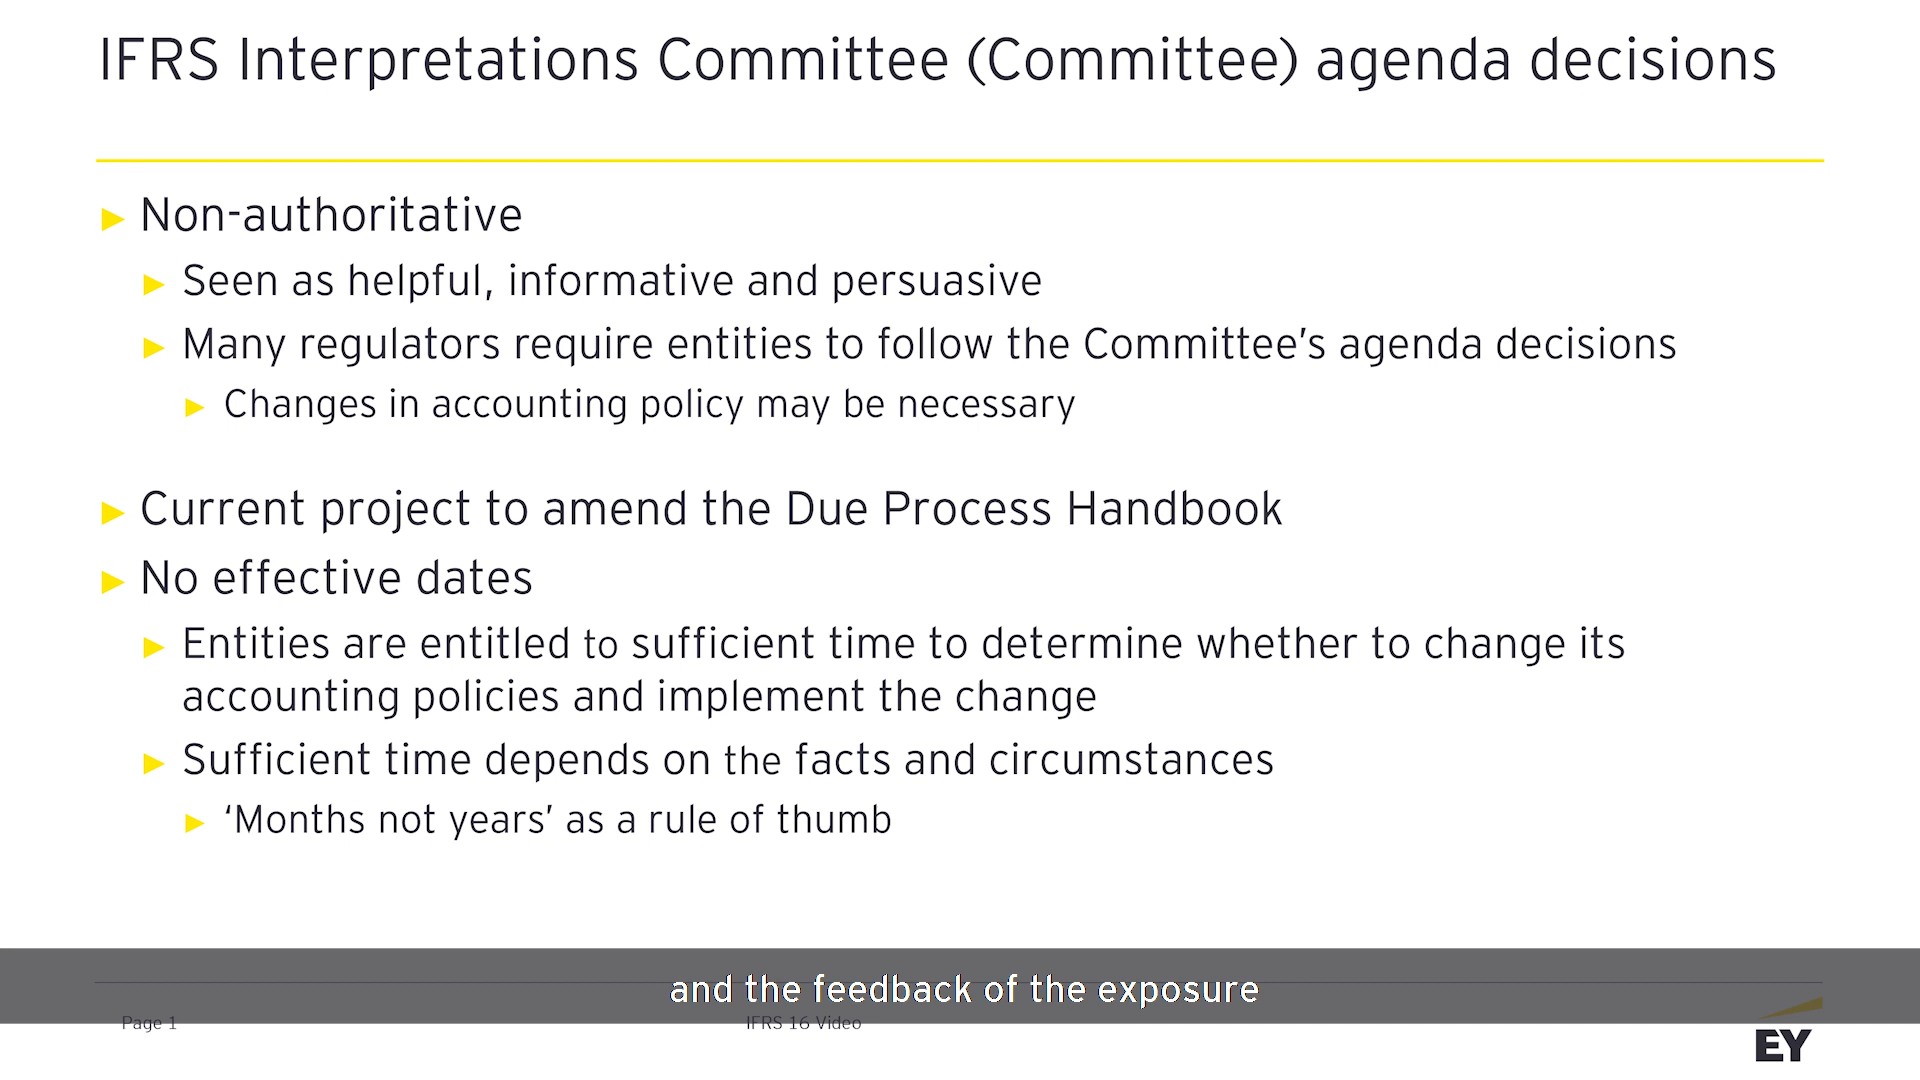 IFRS Interpretations Committee (Committee) agenda decisions
► Non-authoritative
► Seen as helpful, informative and persuasive
► Many regulators require entities to follow the Committee’s agenda decisions
► Changes in accounting policy may be necessary
► Current project to amend the Due Process Handbook
► No effective dates
► Entities are entitled to sufficient time to determine whether to change its
accounting policies and implement the change
► Sufficient time depends on the facts and circumstances
► ‘Months not years’ as a rule of thumb
and the feedback of the exposure
Page 1
IFRS 16 Video
EY